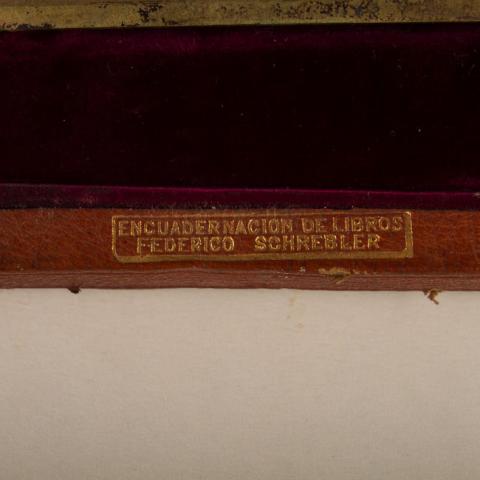 ENCUADERNACION DE LIBROS
FEDERICO SCHREBLER